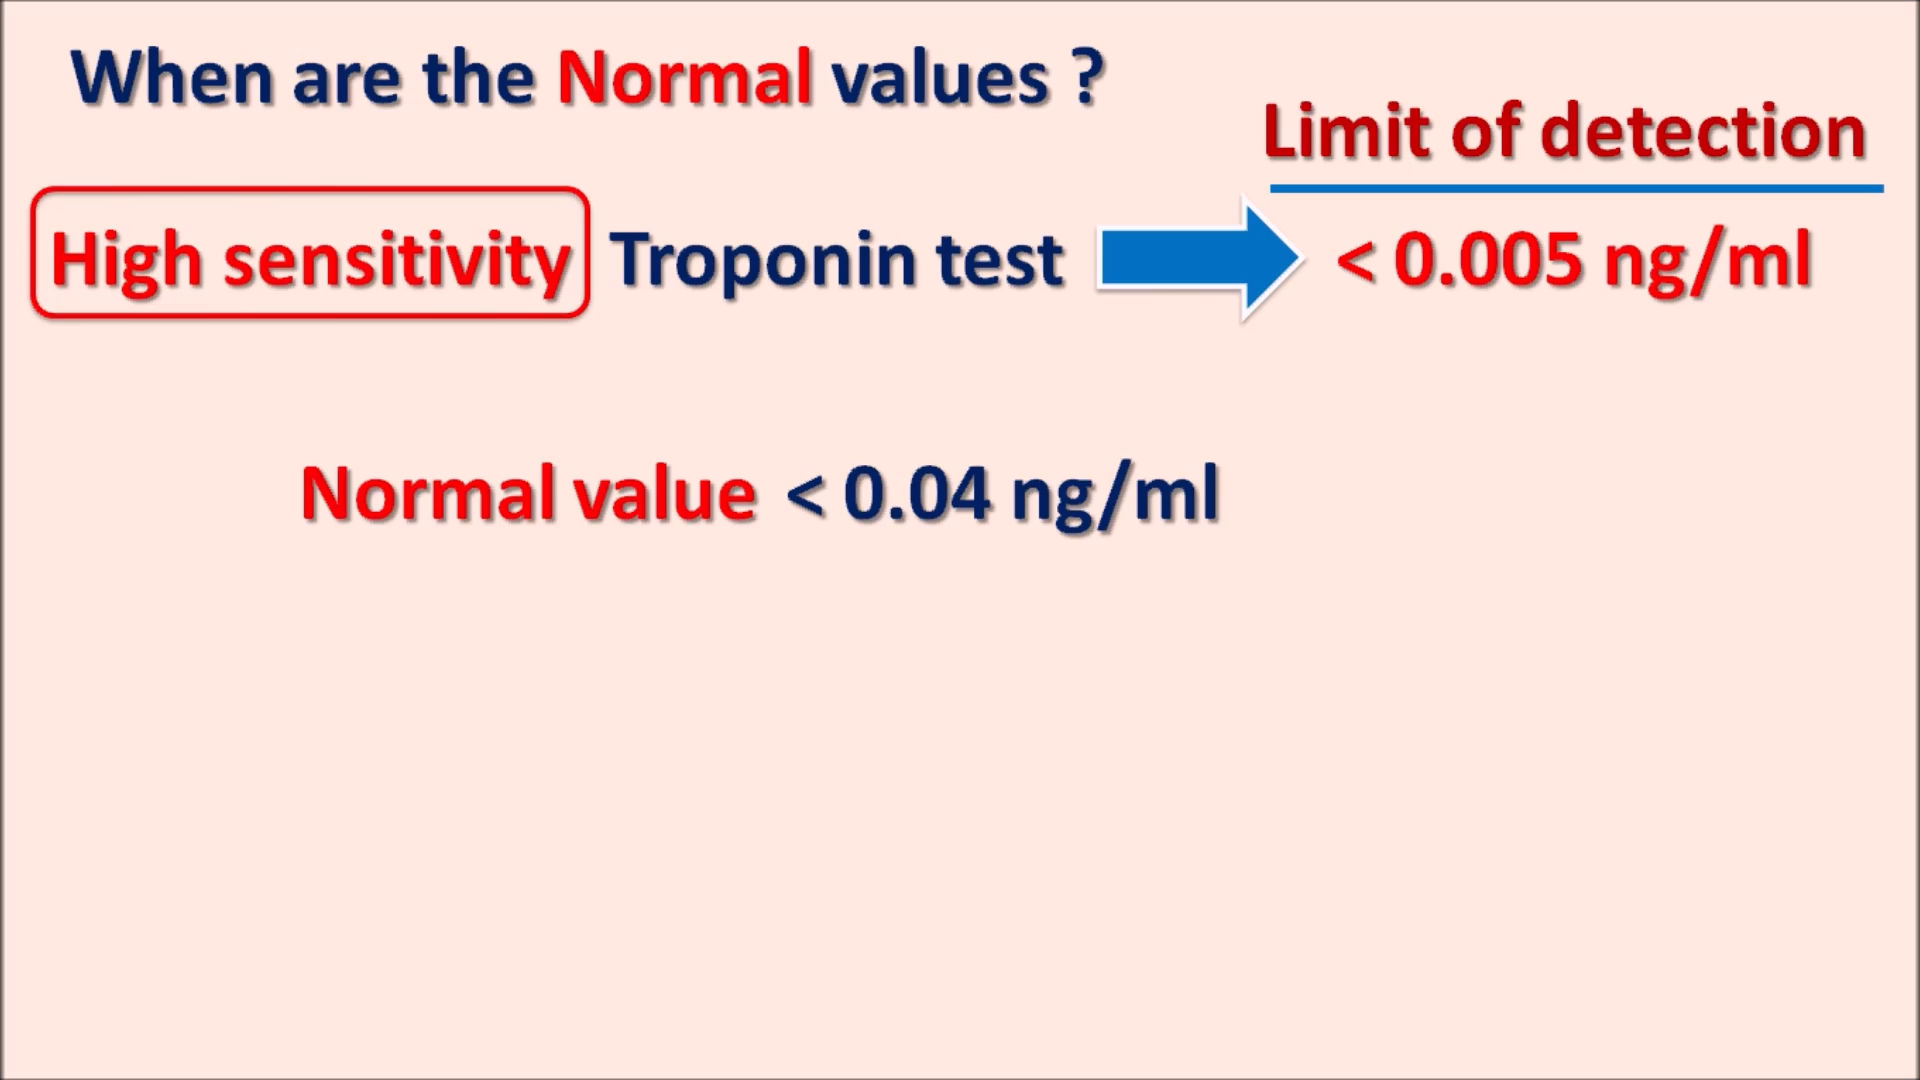 When are the Normal values ?
Limit of detection
High sensitivity Troponin test < 0.005 ng/ml
Normal value < 0.04 ng/ml